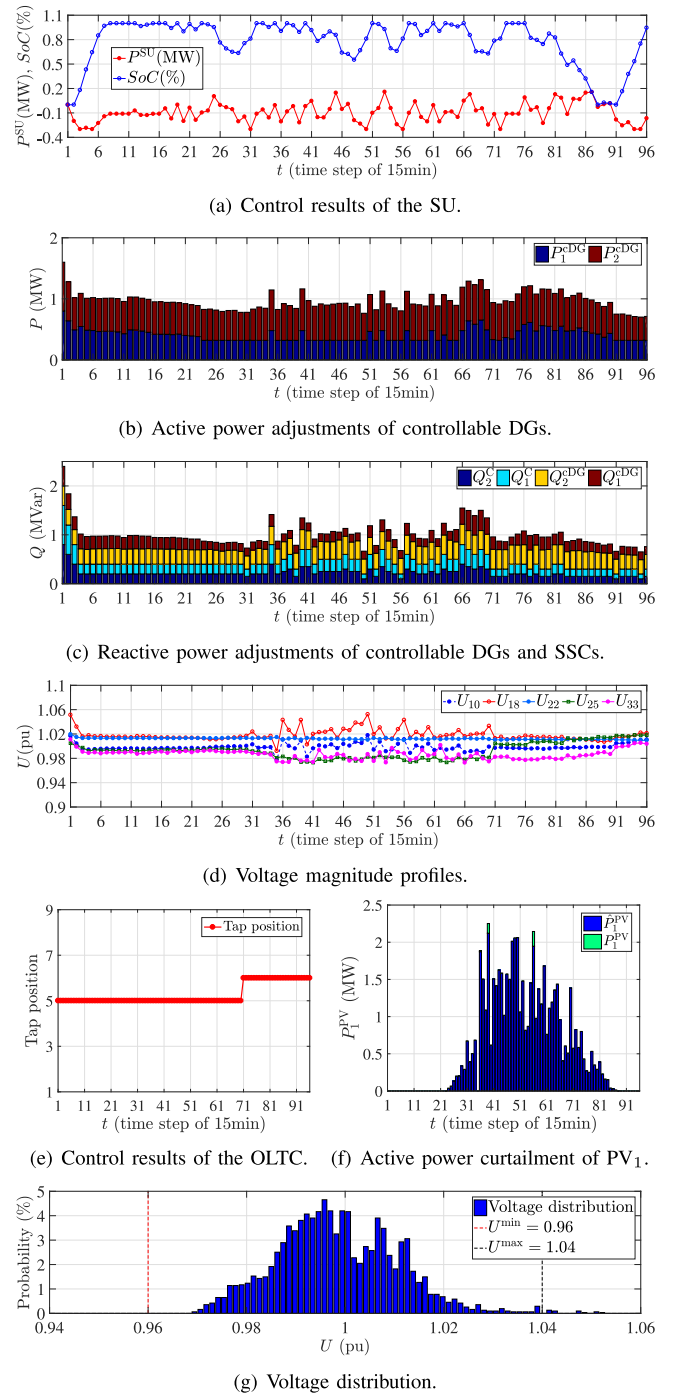 1.1
0.8
0.5
0.2
-0.1
-0.4
P^SU(MW), SoC(%)
P^SU(MW)
SoC(%)
1 6 11 16 21 26 31 36 41 46 51 56 61 66 71 76 81 86 91 96
t (time step of 15min)
(a) Control results of the SU.
2
1
0
P (MW)
P_1^cDG P_2^cDG
1 6 11 16 21 26 31 36 41 46 51 56 61 66 71 76 81 86 91 96
t (time step of 15min)
(b) Active power adjustments of controllable DGs.
2
1
0
Q (MVar)
Q_2^C Q_1^C Q_2^cDG Q_1^cDG
1 6 11 16 21 26 31 36 41 46 51 56 61 66 71 76 81 86 91 96
t (time step of 15min)
(c) Reactive power adjustments of controllable DGs and SSCs.
1.1
1.06
1.02
0.98
0.94
0.9
U(pu)
U_10 U_18 U_22 U_25 U_33
1 6 11 16 21 26 31 36 41 46 51 56 61 66 71 76 81 86 91 96
t (time step of 15min)
(d) Voltage magnitude profiles.
9
7
5
3
1
Tap position
Tap position
1 11 21 31 41 51 61 71 81 91
t (time step of 15min)
(e) Control results of the OLTC.
2.5
2
1.5
1
0.5
0
P_1^PV (MW)
P̂_1^PV
P_1^PV
1 11 21 31 41 51 61 71 81 91
t (time step of 15min)
(f) Active power curtailment of PV_1.
5
4
3
2
1
0
Probability (%)
Voltage distribution
U^min = 0.96
U^max = 1.04
0.94 0.96 0.98 1 1.02 1.04 1.06
U (pu)
(g) Voltage distribution.